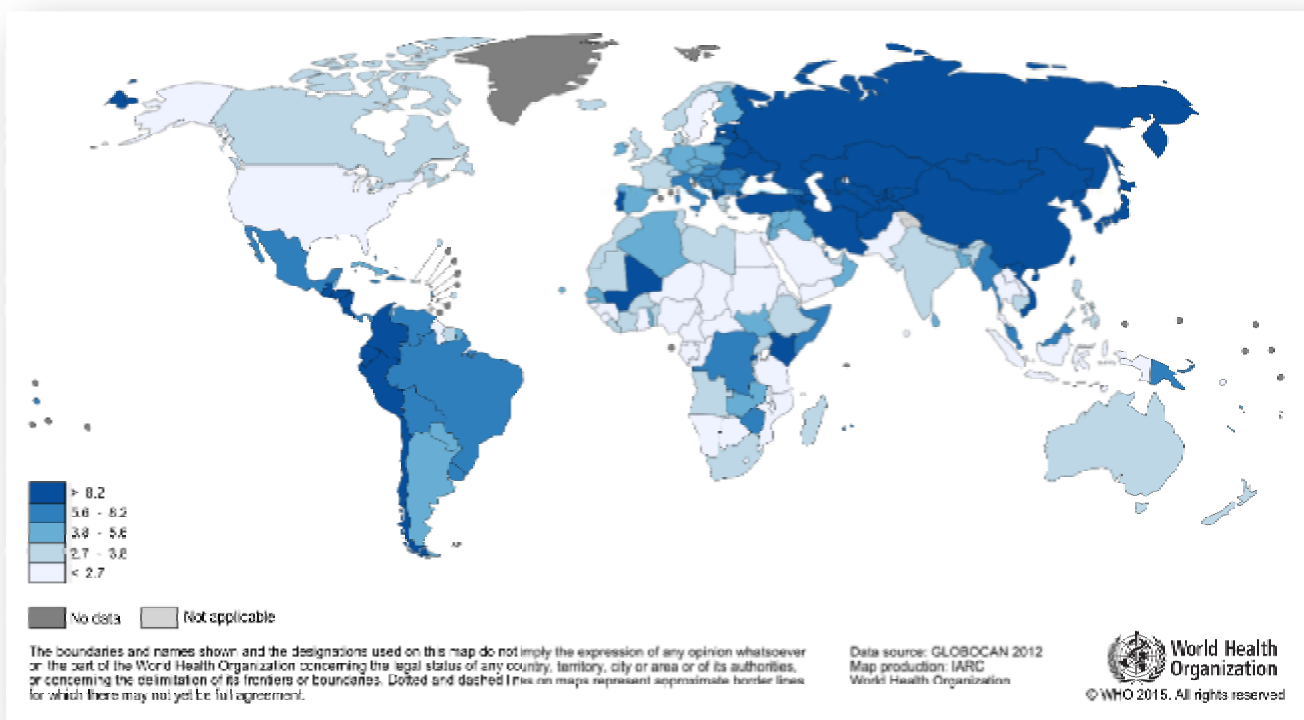 > 8.2
5.6 - 8.2
3.8 - 5.6
2.7 - 3.8
< 2.7
No data
Not applicable
The boundaries and names shown and the designations used on this map do not imply the expression of any opinion whatsoever
on the part of the World Health Organization concerning the legal status of any country, territory, city or area or of its authorities,
or concerning the delimitation of its frontiers or boundaries. Dotted and dashed lines on maps represent approximate border lines
for which there may not yet be full agreement.
Data source: GLOBOCAN 2012
Map production: IARC
World Health Organization
World Health
Organization
© WHO 2015. All rights reserved